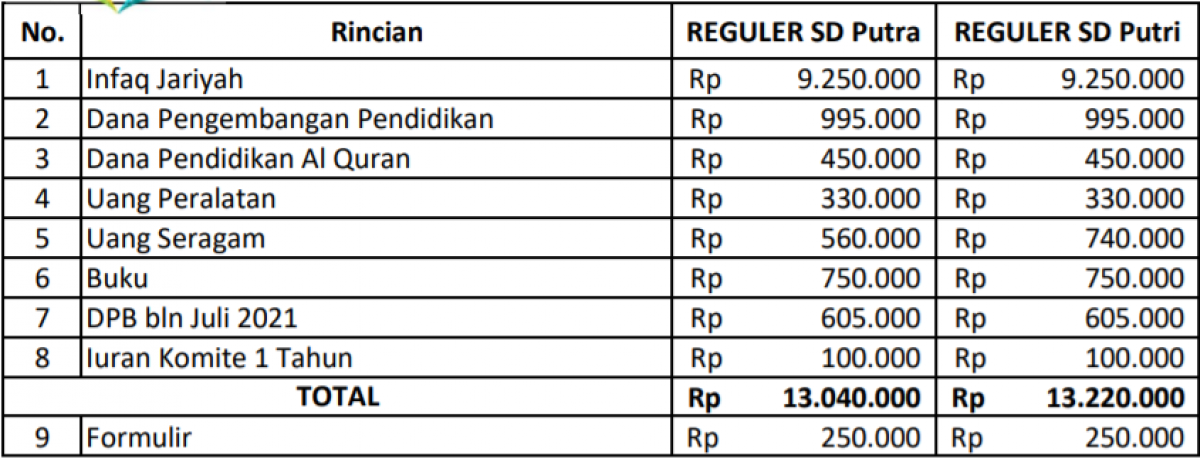 No. Rincian REGULER SD Putra REGULER SD Putri
1 Infaq Jariyah Rp 9.250.000 Rp 9.250.000
2 Dana Pengembangan Pendidikan Rp 995.000 Rp 995.000
3 Dana Pendidikan Al Quran Rp 450.000 Rp 450.000
4 Uang Peralatan Rp 330.000 Rp 330.000
5 Uang Seragam Rp 560.000 Rp 740.000
6 Buku Rp 750.000 Rp 750.000
7 DPB bln Juli 2021 Rp 605.000 Rp 605.000
8 Iuran Komite 1 Tahun Rp 100.000 Rp 100.000
TOTAL Rp 13.040.000 Rp 13.220.000
9 Formulir Rp 250.000 Rp 250.000